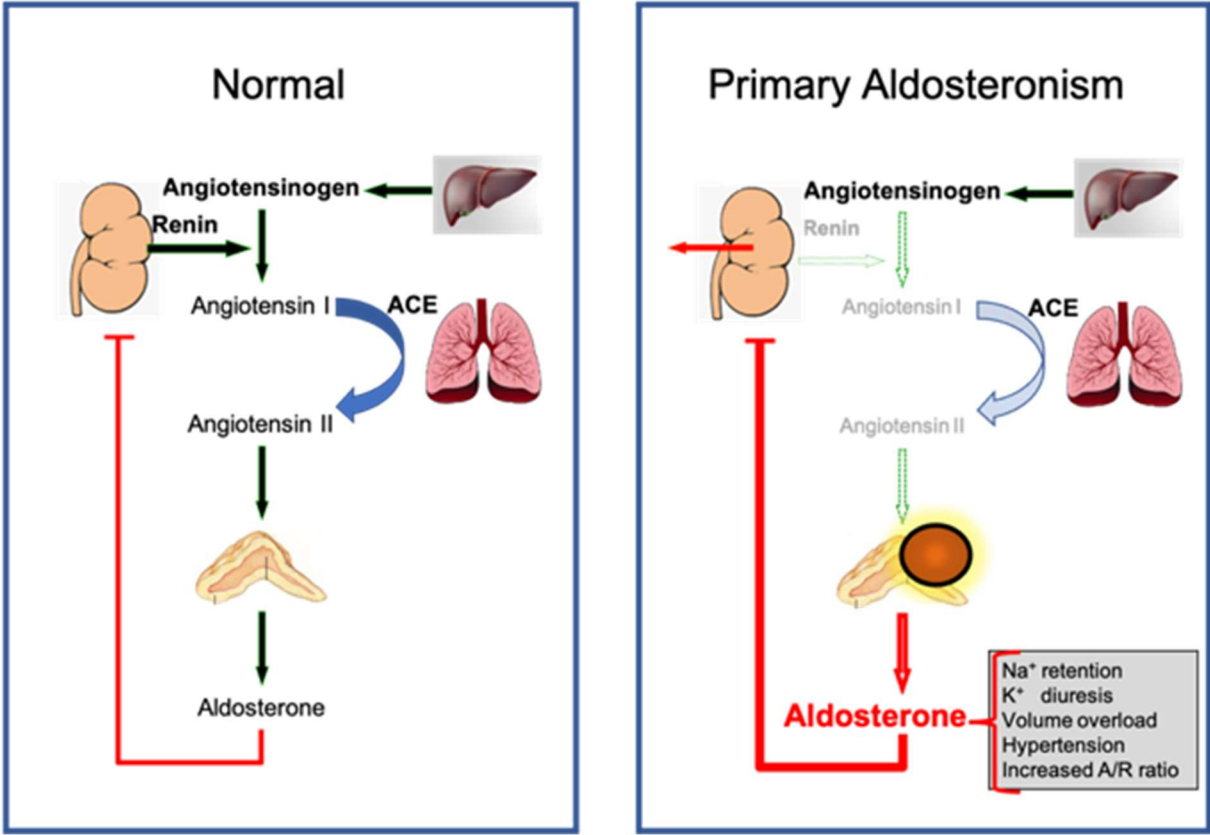 Normal
Angiotensinogen
Renin
Angiotensin I
ACE
Angiotensin II
Aldosterone
Primary Aldosteronism
Angiotensinogen
Renin
Angiotensin I
ACE
Angiotensin II
Aldosterone
Na⁺ retention
K⁺ diuresis
Volume overload
Hypertension
Increased A/R ratio